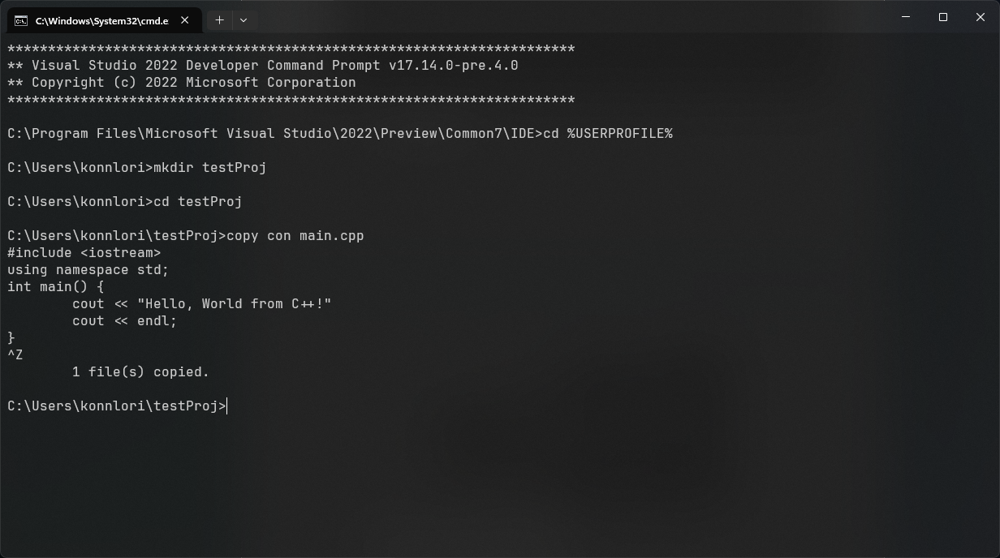 C:\Windows\System32\cmd.e
**********************************************************************
** Visual Studio 2022 Developer Command Prompt v17.14.0-pre.4.0
** Copyright (c) 2022 Microsoft Corporation
**********************************************************************
C:\Program Files\Microsoft Visual Studio\2022\Preview\Common7\IDE>cd %USERPROFILE%
C:\Users\konnlori>mkdir testProj
C:\Users\konnlori>cd testProj
C:\Users\konnlori\testProj>copy con main.cpp
#include <iostream>
using namespace std;
int main() {
        cout << "Hello, World from C++!"
        cout << endl;
}
^Z
        1 file(s) copied.
C:\Users\konnlori\testProj>